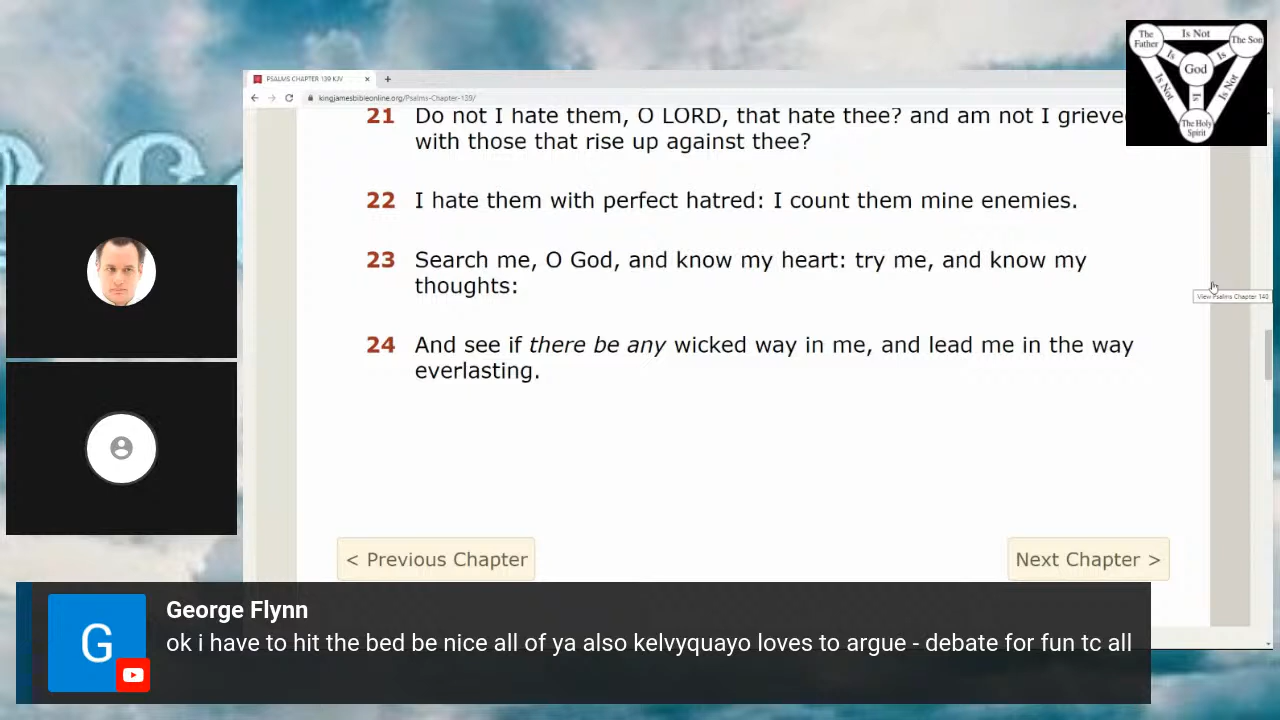 PSALMS CHAPTER 139 KJV
kingjamesbibleonline.org/Psalms-Chapter-139/
The Father
Is Not
The Son
Is
Is
God
Is Not
Is
Is Not
The Holy Spirit
21 Do not I hate them, O LORD, that hate thee? and am not I grieved
with those that rise up against thee?
22 I hate them with perfect hatred: I count them mine enemies.
23 Search me, O God, and know my heart: try me, and know my
thoughts:
View Psalms Chapter 140
24 And see if there be any wicked way in me, and lead me in the way
everlasting.
< Previous Chapter
Next Chapter >
G
George Flynn
ok i have to hit the bed be nice all of ya also kelvyquayo loves to argue - debate for fun tc all